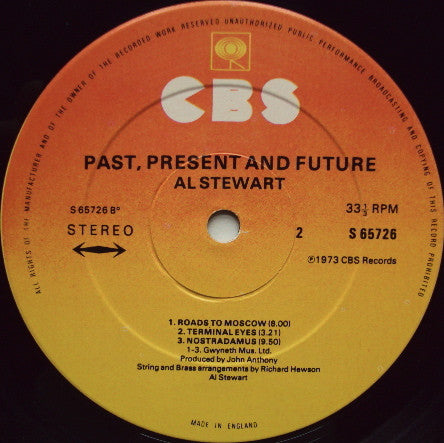 ALL RIGHTS OF THE MANUFACTURER AND OF THE OWNER OF THE RECORDED WORK RESERVED UNAUTHORIZED PUBLIC PERFORMANCE BROADCASTING AND COPYING OF THIS RECORD PROHIBITED
CBS
PAST, PRESENT AND FUTURE
AL STEWART
S 65726 B° 33⅓ RPM
STEREO 2 S 65726
℗1973 CBS Records
1. ROADS TO MOSCOW (8.00)
2. TERMINAL EYES (3.21)
3. NOSTRADAMUS (9.50)
1-3. Gwyneth Mus. Ltd.
Produced by John Anthony
String and Brass arrangements by Richard Hewson
Al Stewart
MADE IN ENGLAND